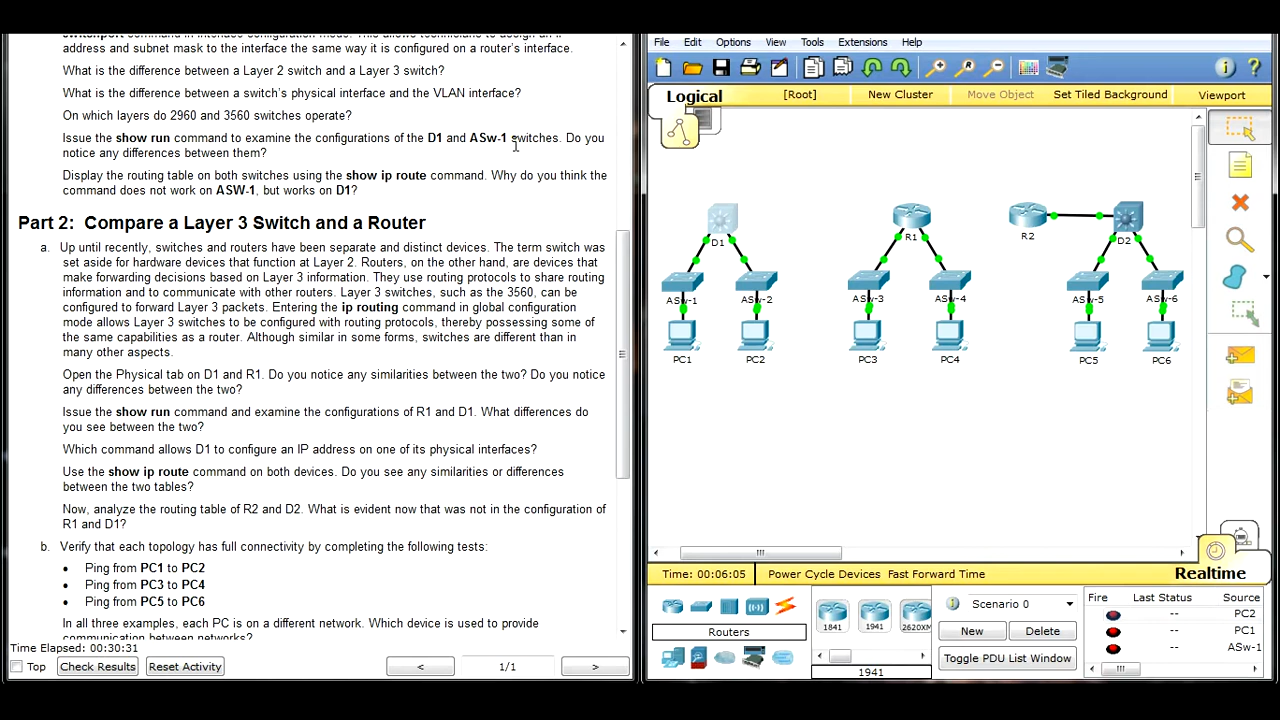 switchport command in interface configuration mode. This allows technicians to assign an IP
address and subnet mask to the interface the same way it is configured on a router's interface.
What is the difference between a Layer 2 switch and a Layer 3 switch?
What is the difference between a switch's physical interface and the VLAN interface?
On which layers do 2960 and 3560 switches operate?
Issue the show run command to examine the configurations of the D1 and ASw-1 switches. Do you
notice any differences between them?
Display the routing table on both switches using the show ip route command. Why do you think the
command does not work on ASW-1, but works on D1?
Part 2: Compare a Layer 3 Switch and a Router
a. Up until recently, switches and routers have been separate and distinct devices. The term switch was
set aside for hardware devices that function at Layer 2. Routers, on the other hand, are devices that
make forwarding decisions based on Layer 3 information. They use routing protocols to share routing
information and to communicate with other routers. Layer 3 switches, such as the 3560, can be
configured to forward Layer 3 packets. Entering the ip routing command in global configuration
mode allows Layer 3 switches to be configured with routing protocols, thereby possessing some of
the same capabilities as a router. Although similar in some forms, switches are different than in
many other aspects.
Open the Physical tab on D1 and R1. Do you notice any similarities between the two? Do you notice
any differences between the two?
Issue the show run command and examine the configurations of R1 and D1. What differences do
you see between the two?
Which command allows D1 to configure an IP address on one of its physical interfaces?
Use the show ip route command on both devices. Do you see any similarities or differences
between the two tables?
Now, analyze the routing table of R2 and D2. What is evident now that was not in the configuration of
R1 and D1?
b. Verify that each topology has full connectivity by completing the following tests:
• Ping from PC1 to PC2
• Ping from PC3 to PC4
• Ping from PC5 to PC6
In all three examples, each PC is on a different network. Which device is used to provide
communication between networks?
Time Elapsed: 00:30:31
Top
Check Results
Reset Activity
<
1/1
>
File Edit Options View Tools Extensions Help
Logical
[Root]
New Cluster
Move Object
Set Tiled Background
Viewport
D1
R1
R2
D2
ASw-1
ASw-2
ASw-3
ASw-4
ASw-5
ASw-6
PC1
PC2
PC3
PC4
PC5
PC6
Time: 00:06:05
Power Cycle Devices Fast Forward Time
Realtime
Routers
1841
1941
2620XM
1941
Scenario 0
New
Delete
Toggle PDU List Window
Fire Last Status Source
-- PC2
-- PC1
-- ASw-1